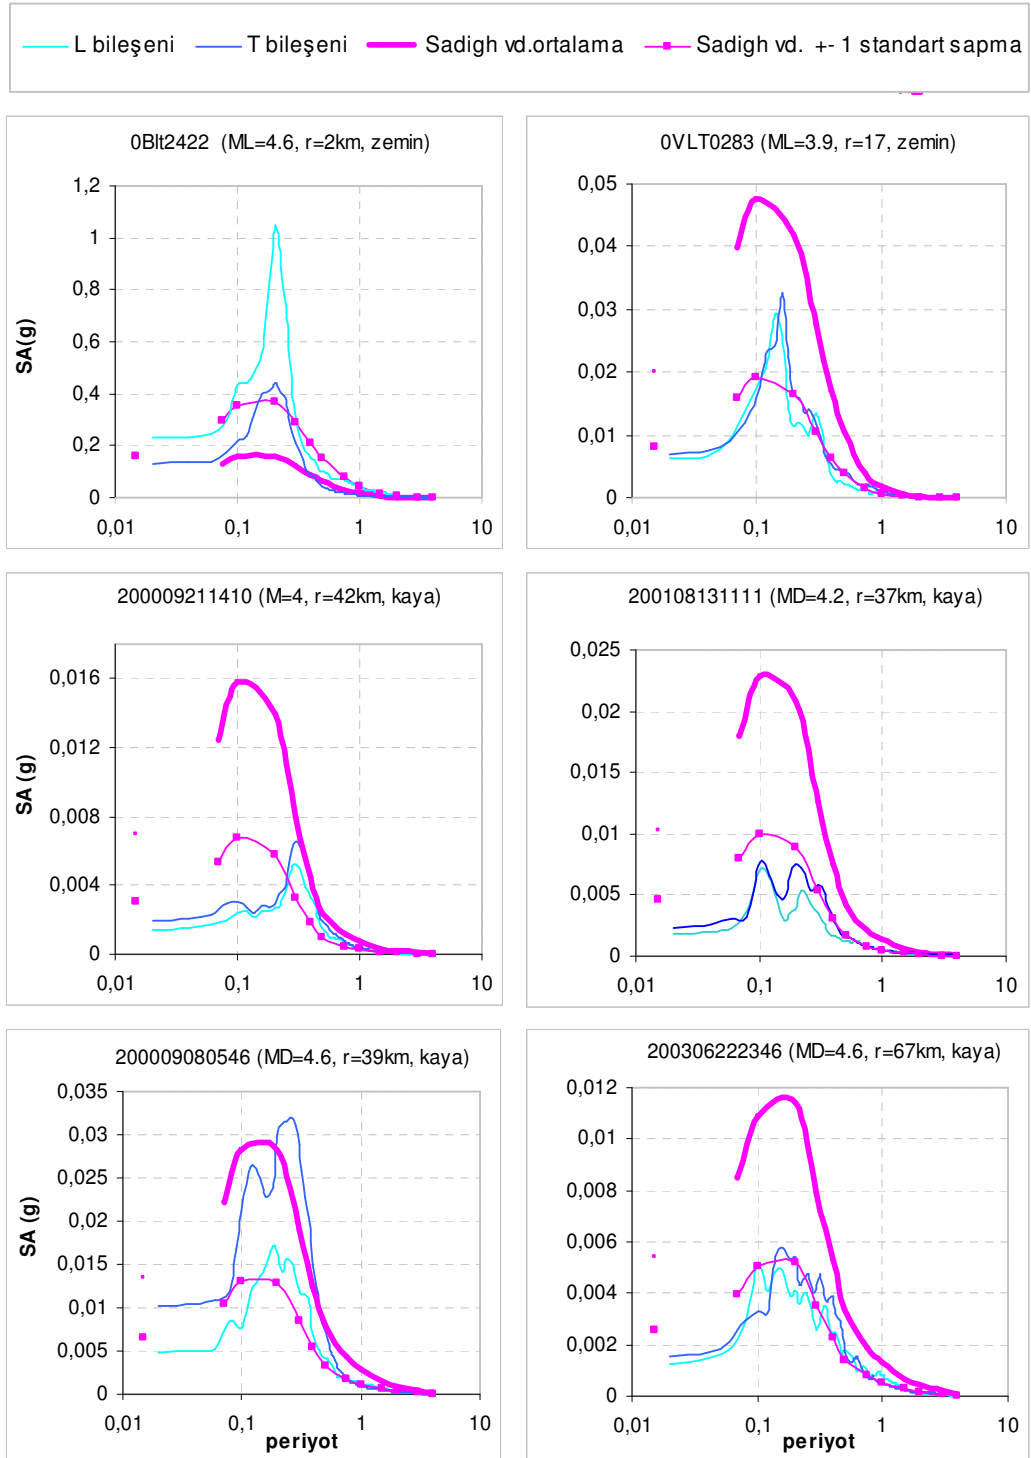 L bileşeni T bileşeni Sadigh vd.ortalama Sadigh vd. +- 1 standart sapma
0Blt2422 (ML=4.6, r=2km, zemin)
1,2
1
0,8
0,6
0,4
0,2
0
SA(g)
0,01 0,1 1 10
0VLT0283 (ML=3.9, r=17, zemin)
0,05
0,04
0,03
0,02
0,01
0
0,01 0,1 1 10
200009211410 (M=4, r=42km, kaya)
0,016
0,012
0,008
0,004
0
SA (g)
0,01 0,1 1 10
200108131111 (MD=4.2, r=37km, kaya)
0,025
0,02
0,015
0,01
0,005
0
0,01 0,1 1 10
200009080546 (MD=4.6, r=39km, kaya)
0,035
0,03
0,025
0,02
0,015
0,01
0,005
0
SA (g)
0,01 0,1 1 10
periyot
200306222346 (MD=4.6, r=67km, kaya)
0,012
0,01
0,008
0,006
0,004
0,002
0
0,01 0,1 1 10
periyot